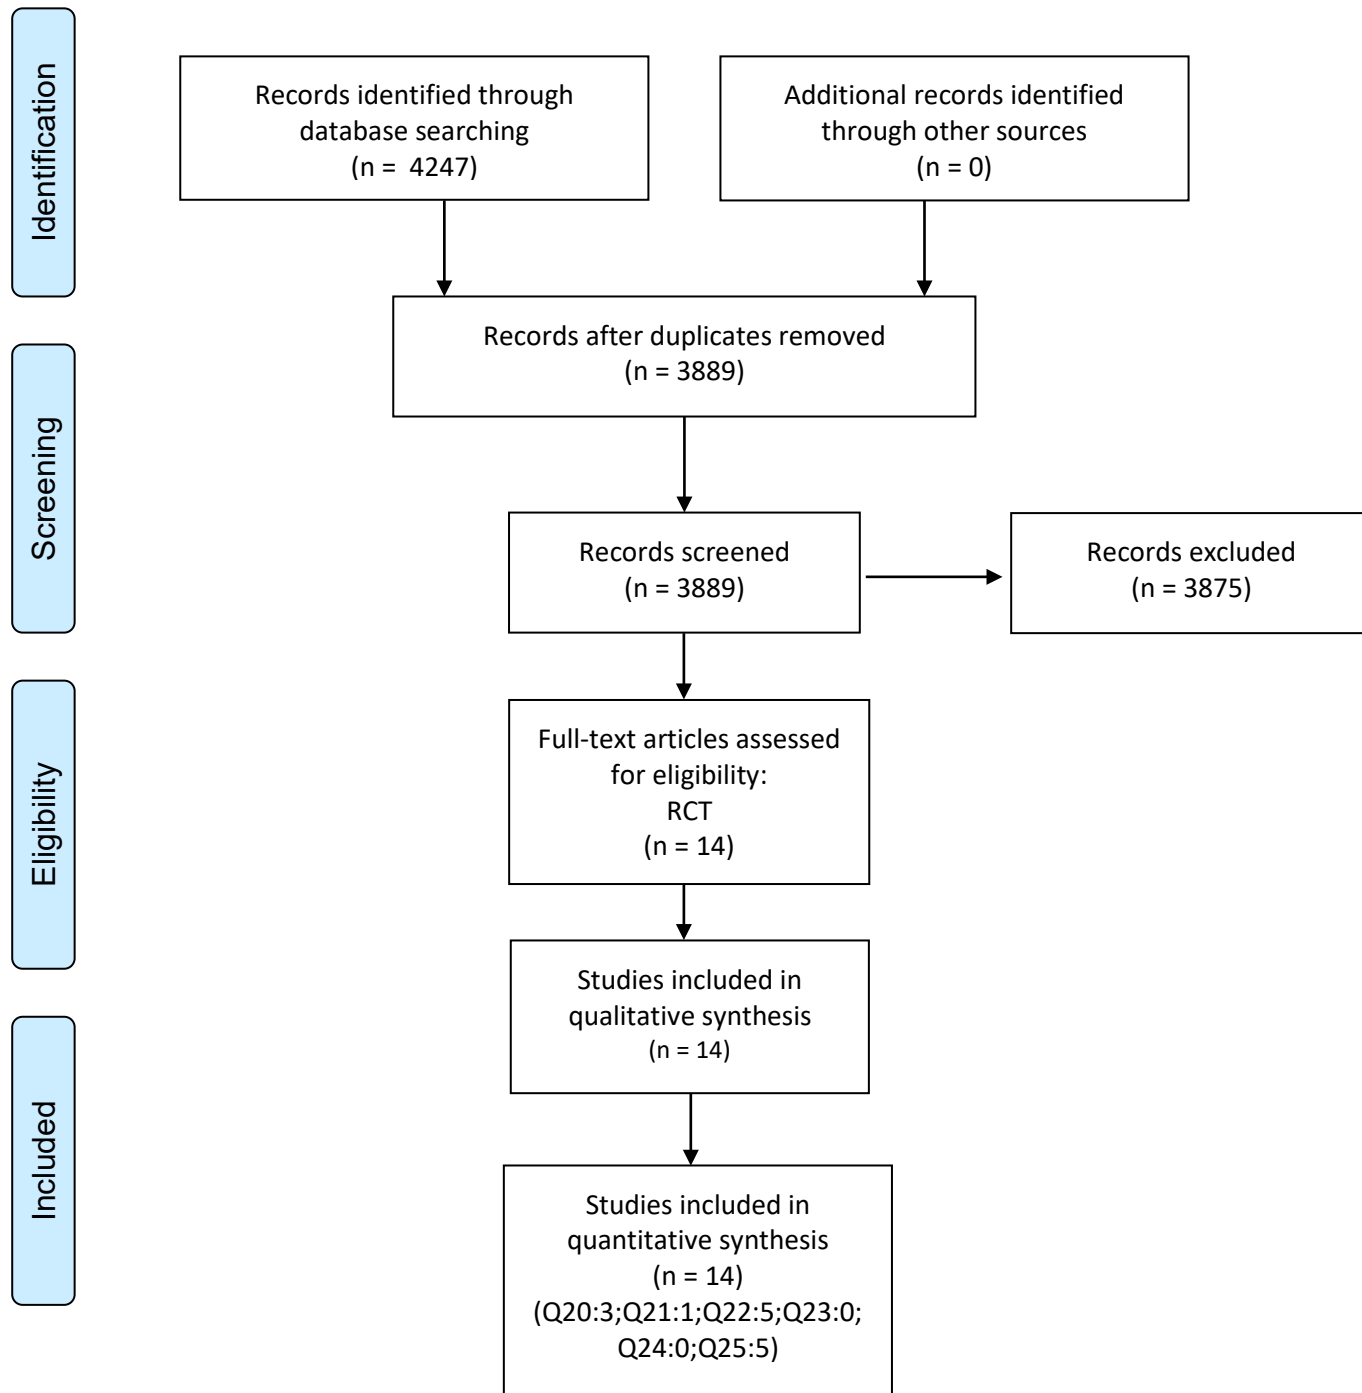 Identification
Records identified through
database searching
(n =  4247)
Additional records identified
through other sources
(n = 0)
Records after duplicates removed
(n = 3889)
Screening
Records screened
(n = 3889)
Records excluded
(n = 3875)
Eligibility
Full-text articles assessed
for eligibility:
RCT
(n = 14)
Studies included in
qualitative synthesis
(n = 14)
Included
Studies included in
quantitative synthesis
(n = 14)
(Q20:3;Q21:1;Q22:5;Q23:0;
Q24:0;Q25:5)